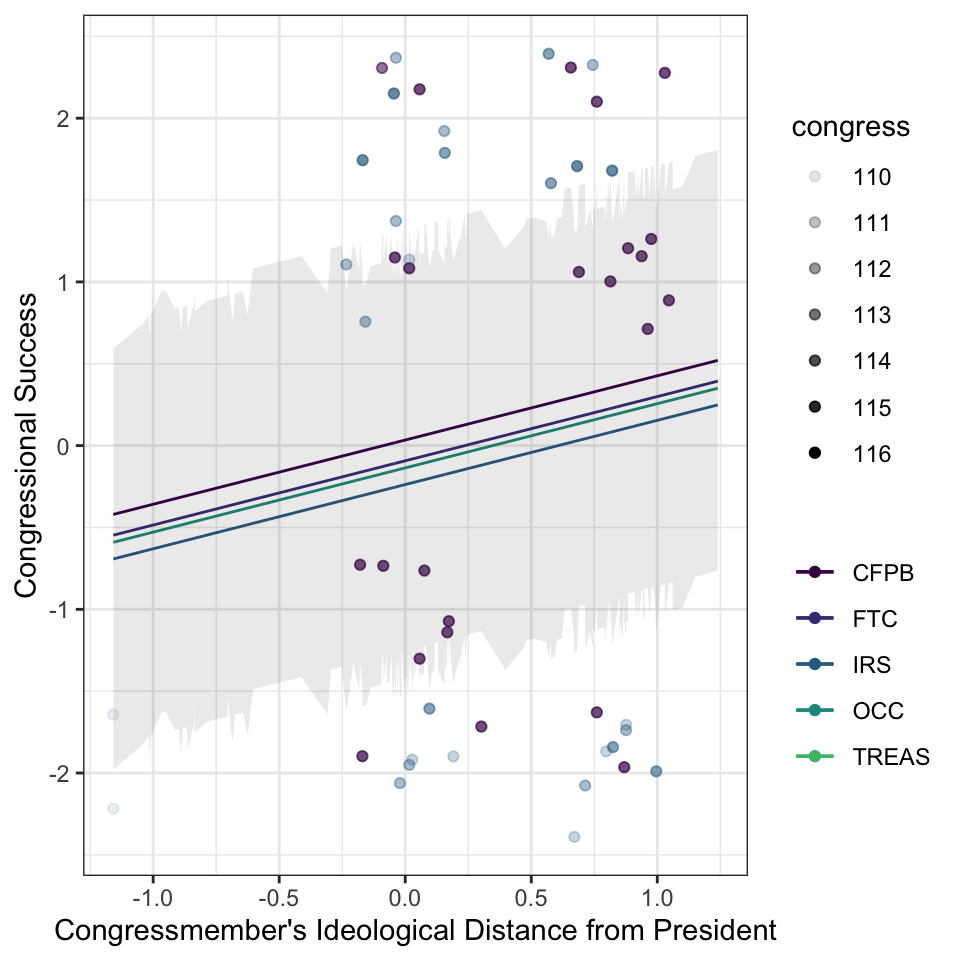 2
1
0
-1
-2
Congressional Success
-1.0 -0.5 0.0 0.5 1.0
Congressmember's Ideological Distance from President
congress
110
111
112
113
114
115
116
CFPB
FTC
IRS
OCC
TREAS